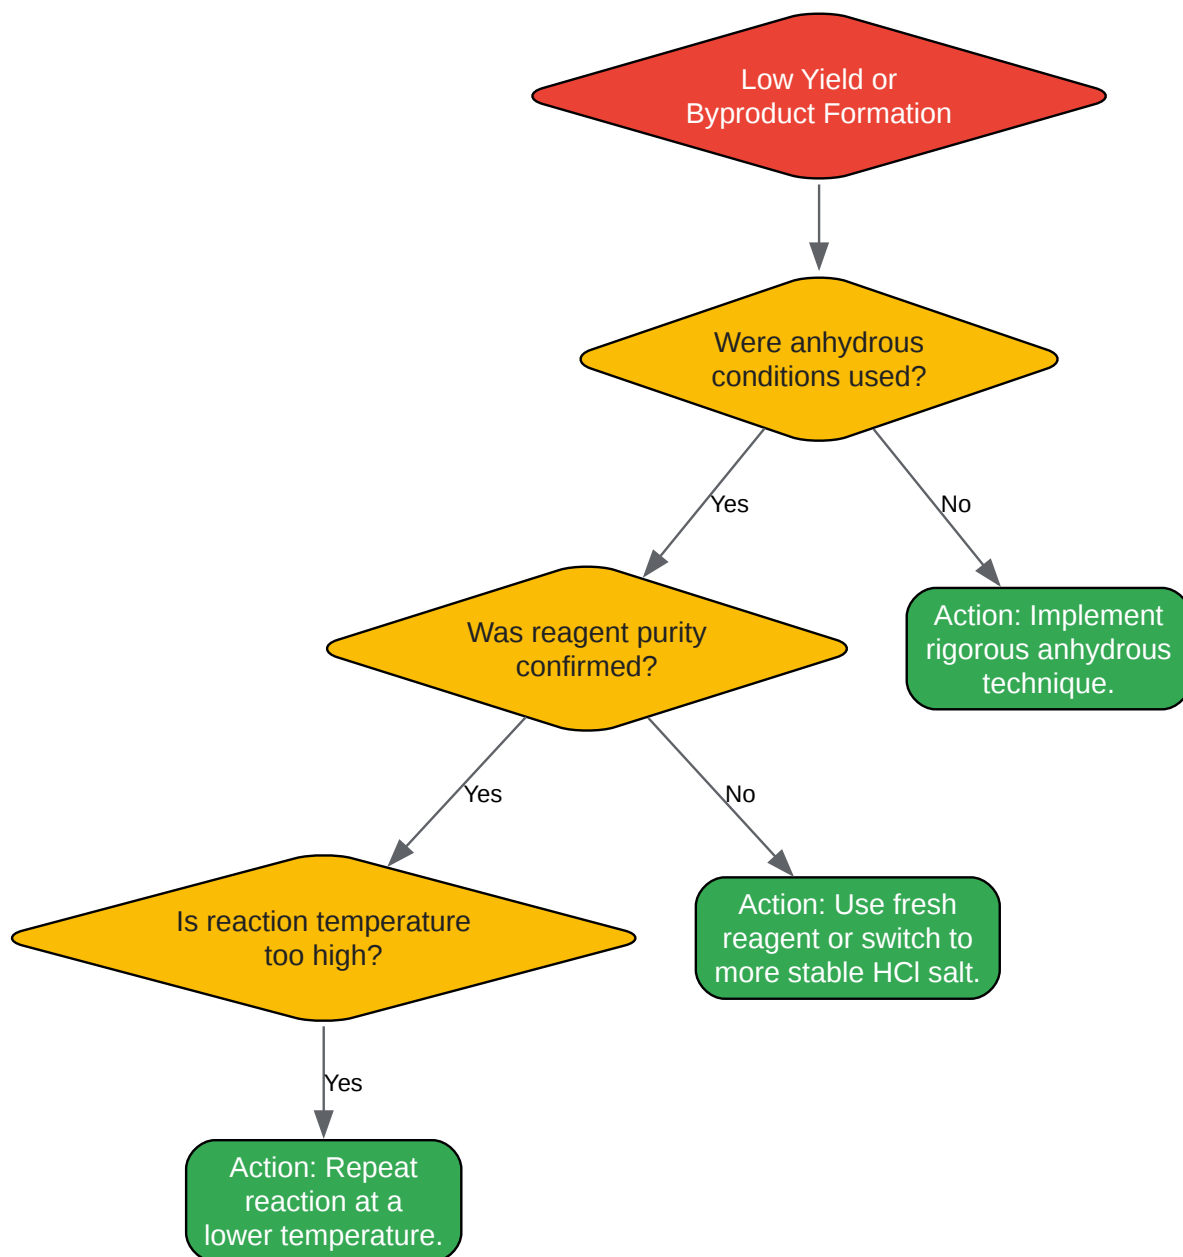 Low Yield or
Byproduct Formation
Were anhydrous
conditions used?
Yes
No
Action: Implement
rigorous anhydrous
technique.
Was reagent purity
confirmed?
Yes
No
Action: Use fresh
reagent or switch to
more stable HCl salt.
Is reaction temperature
too high?
Yes
Action: Repeat
reaction at a
lower temperature.